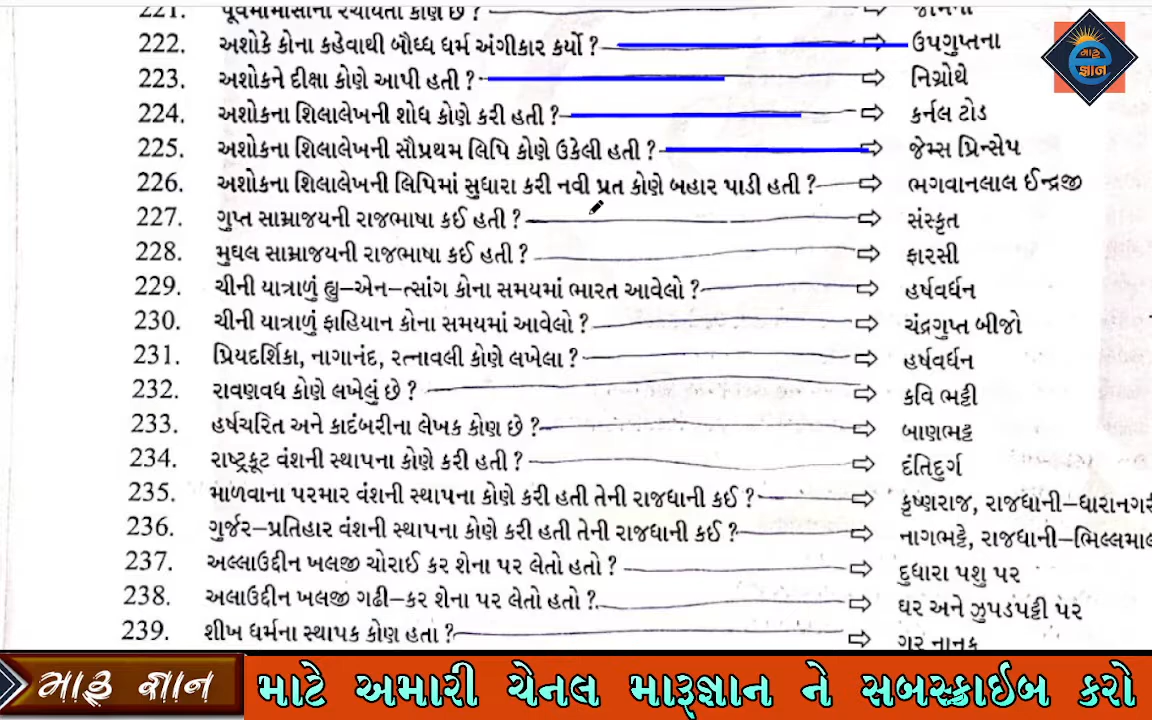 221. પૂર્વમીમાંસાના રચયિતા કોણ છે ?
222. અશોકે કોના કહેવાથી બૌધ્ધ ધર્મ અંગીકાર કર્યો ? ⇨ ઉપગુપ્તના
223. અશોકને દીક્ષા કોણે આપી હતી ? ⇨ નિગ્રોથે
224. અશોકના શિલાલેખની શોધ કોણે કરી હતી ? ⇨ કર્નલ ટોડ
225. અશોકના શિલાલેખની સૌપ્રથમ લિપિ કોણે ઉકેલી હતી ? ⇨ જેમ્સ પ્રિન્સેપ
226. અશોકના શિલાલેખની લિપિમાં સુધારા કરી નવી પ્રત કોણે બહાર પાડી હતી ? ⇨ ભગવાનલાલ ઈન્દ્રજી
227. ગુપ્ત સામ્રાજયની રાજભાષા કઈ હતી ? ⇨ સંસ્કૃત
228. મુઘલ સામ્રાજયની રાજભાષા કઈ હતી ? ⇨ ફારસી
229. ચીની યાત્રાળું હ્યુ–એન–ત્સાંગ કોના સમયમાં ભારત આવેલો ? ⇨ હર્ષવર્ધન
230. ચીની યાત્રાળું ફાહિયાન કોના સમયમાં આવેલો ? ⇨ ચંદ્રગુપ્ત બીજો
231. પ્રિયદર્શિકા, નાગાનંદ, રત્નાવલી કોણે લખેલા ? ⇨ હર્ષવર્ધન
232. રાવણવધ કોણે લખેલું છે ? ⇨ કવિ ભટ્ટી
233. હર્ષચરિત અને કાદંબરીના લેખક કોણ છે ? ⇨ બાણભટ્ટ
234. રાષ્ટ્રકૂટ વંશની સ્થાપના કોણે કરી હતી ? ⇨ દંતિદુર્ગ
235. માળવાના પરમાર વંશની સ્થાપના કોણે કરી હતી તેની રાજધાની કઈ ? ⇨ કૃષ્ણરાજ, રાજધાની–ધારાનગરી
236. ગુર્જર–પ્રતિહાર વંશની સ્થાપના કોણે કરી હતી તેની રાજધાની કઈ ? ⇨ નાગભટ્ટે, રાજધાની–ભિલ્લમાલ
237. અલ્લાઉદ્દીન ખલજી ચોરાઈ કર શેના પર લેતો હતો ? ⇨ દુધારા પશુ પર
238. અલાઉદ્દીન ખલજી ગઢી–કર શેના પર લેતો હતો ? ⇨ ઘર અને ઝુપડપટ્ટી પર
239. શીખ ધર્મના સ્થાપક કોણ હતા ? ⇨ ગુરુ નાનક
મારૂ જ્ઞાન
મારૂ જ્ઞાન માટે અમારી ચેનલ મારૂજ્ઞાન ને સબસ્ક્રાઇબ કરો